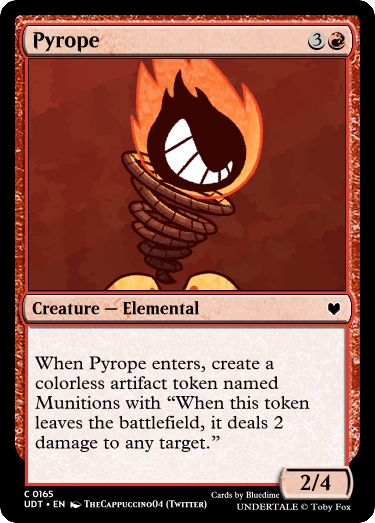 Pyrope 3
Creature — Elemental
When Pyrope enters, create a
colorless artifact token named
Munitions with “When this token
leaves the battlefield, it deals 2
damage to any target.”
2/4
C 0165
UDT • EN TheCappuccino04 (Twitter)
Cards by Bluedime
UNDERTALE © Toby Fox